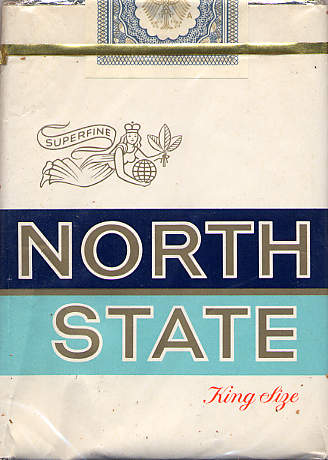 SUPERFINE
NORTH
STATE
King Size